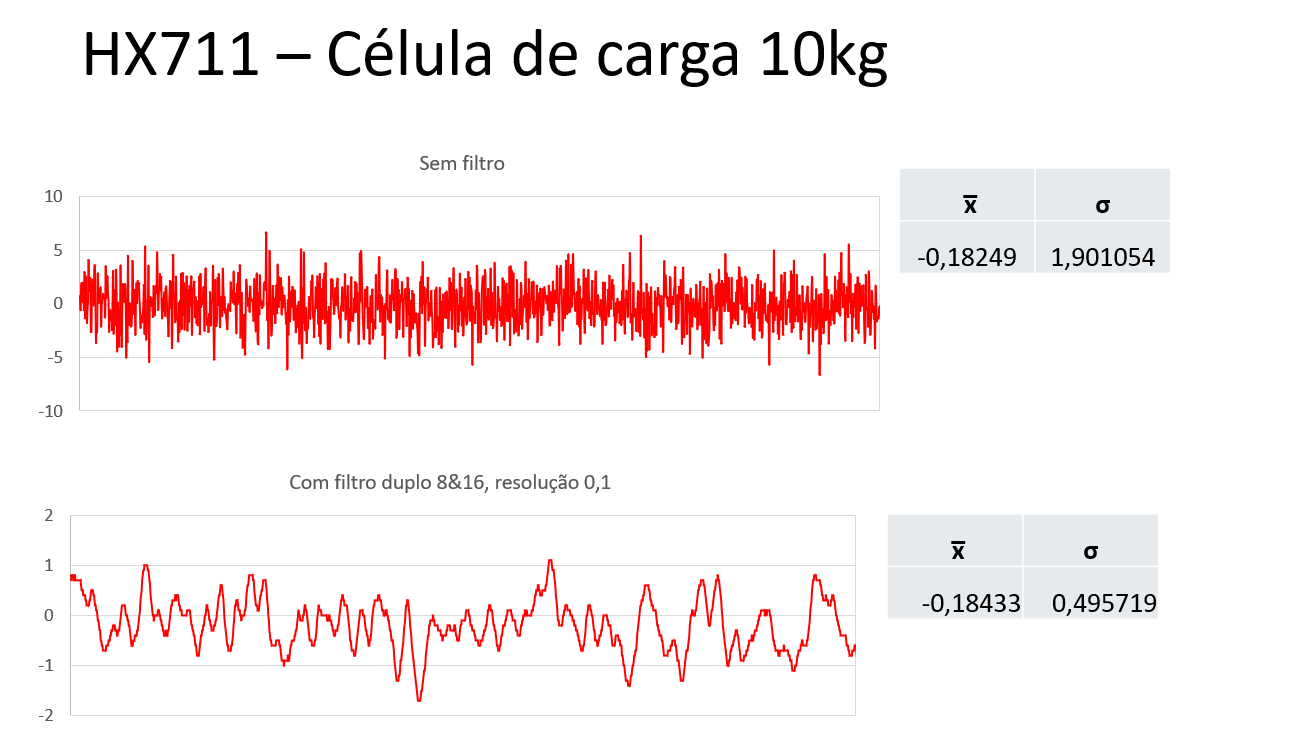 HX711 – Célula de carga 10kg
Sem filtro
10
5
0
-5
-10
x̅ σ
-0,18249 1,901054
Com filtro duplo 8&16, resolução 0,1
2
1
0
-1
-2
x̅ σ
-0,18433 0,495719